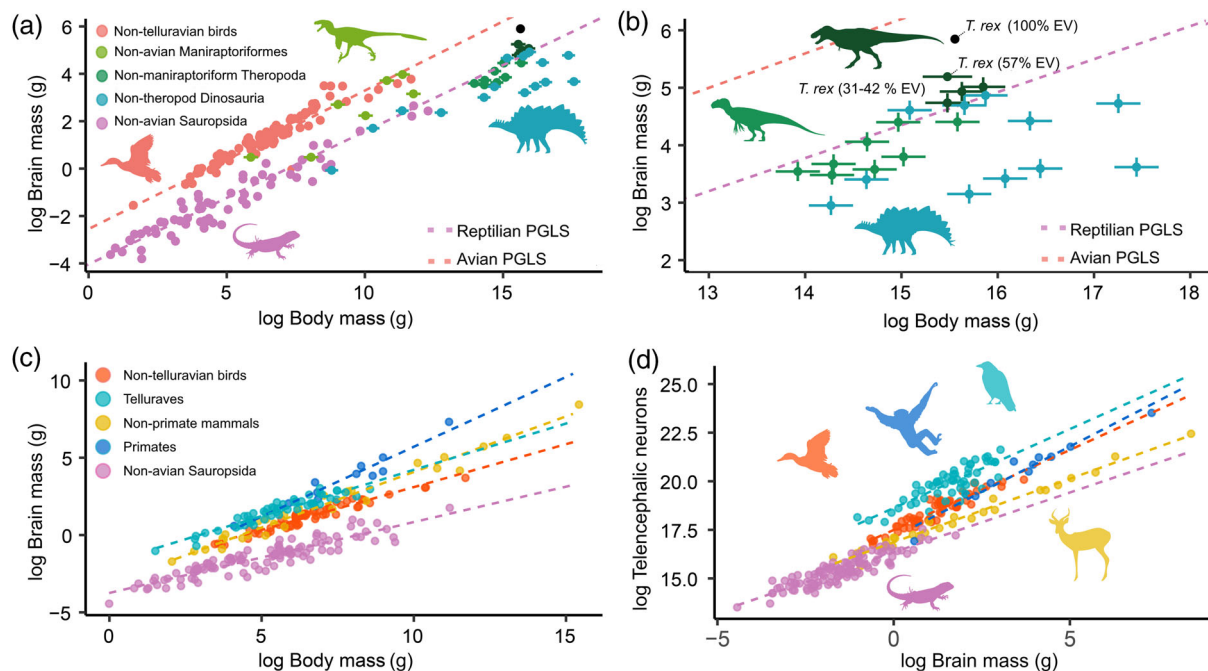 (a)
Non-telluravian birds
Non-avian Maniraptoriformes
Non-maniraptoriform Theropoda
Non-theropod Dinosauria
Non-avian Sauropsida
log Brain mass (g)
6
4
2
0
−2
−4
Reptilian PGLS
Avian PGLS
0
5
10
15
log Body mass (g)
(b)
T. rex (100% EV)
T. rex (57% EV)
T. rex (31-42 % EV)
log Brain mass (g)
6
5
4
3
2
Reptilian PGLS
Avian PGLS
13
14
15
16
17
18
log Body mass (g)
(c)
Non-telluravian birds
Telluraves
Non-primate mammals
Primates
Non-avian Sauropsida
log Brain mass (g)
10
5
0
−5
0
5
10
15
log Body mass (g)
(d)
log Telencephalic neurons
25.0
22.5
20.0
17.5
15.0
−5
0
5
log Brain mass (g)